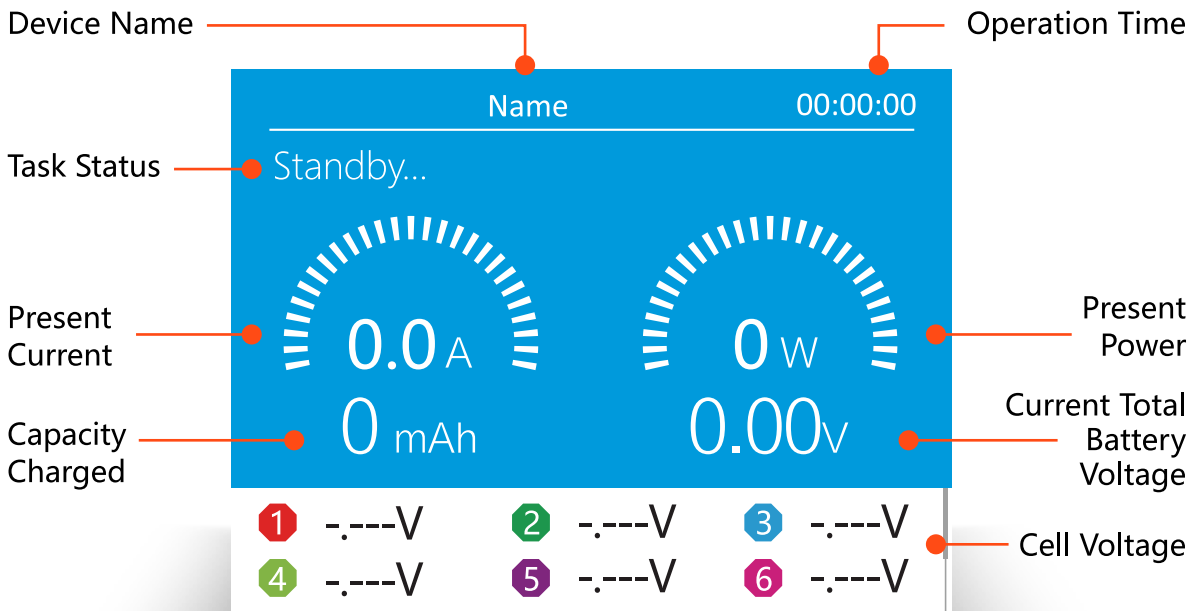 Device Name
Operation Time
Name 00:00:00
Task Status
Standby...
Present
Current
0.0 A
0 W
Present
Power
Capacity
Charged
0 mAh
0.00V
Current Total
Battery
Voltage
1 -.---V 2 -.---V 3 -.---V
Cell Voltage
4 -.---V 5 -.---V 6 -.---V